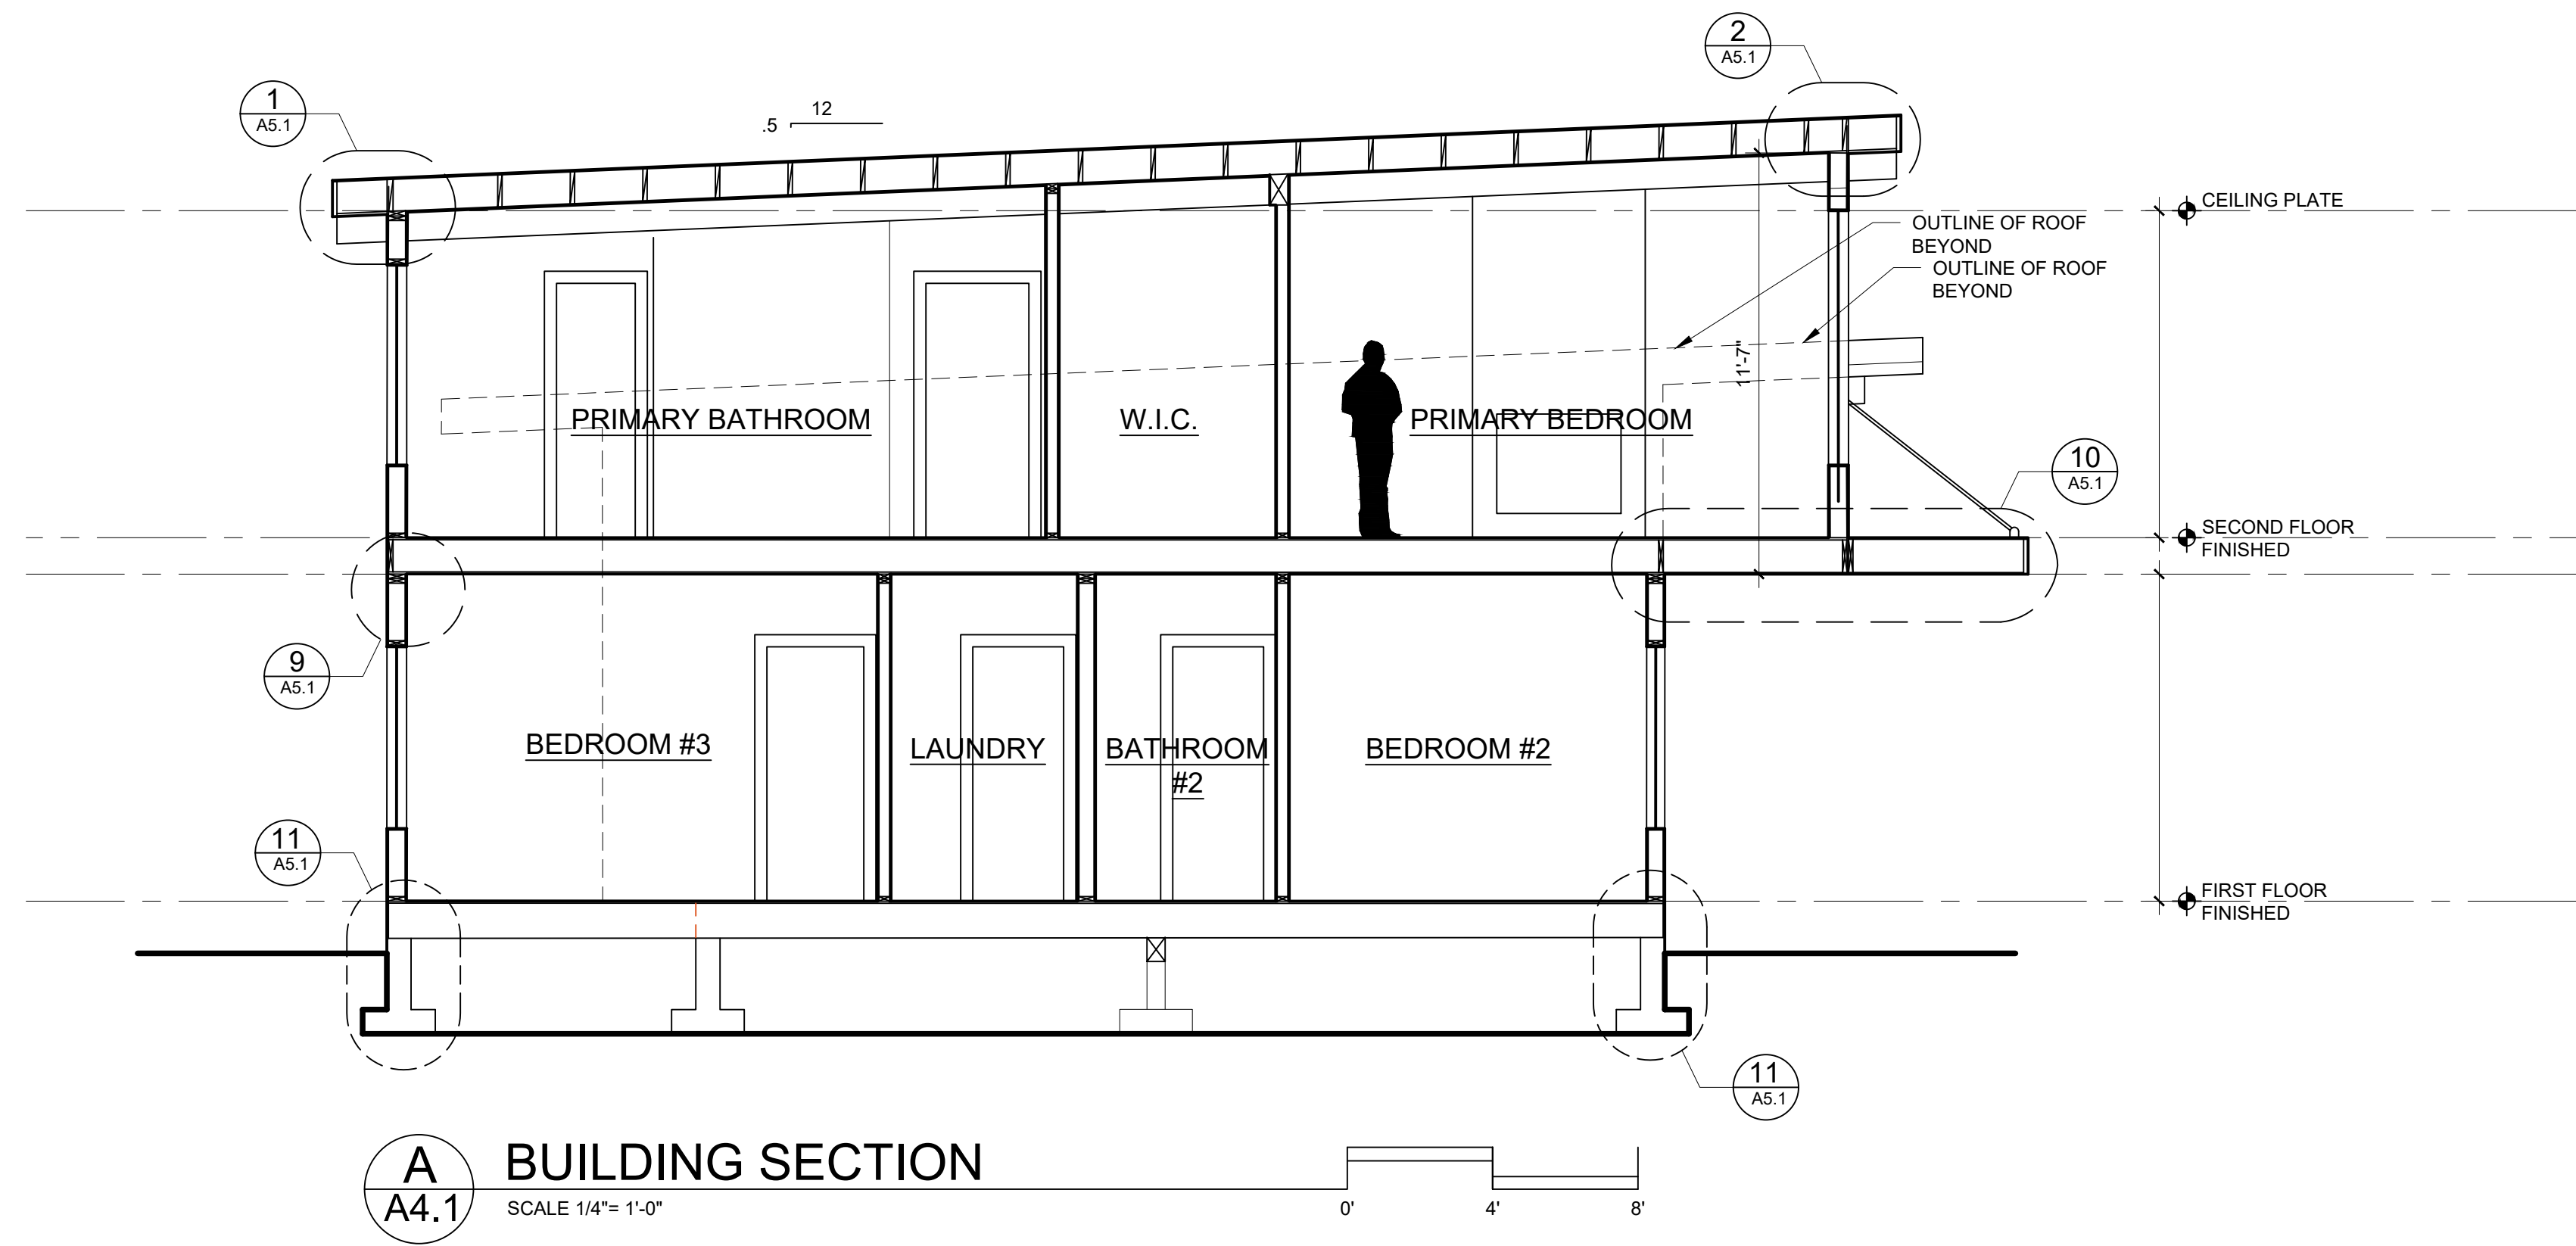 2
A5.1
1
A5.1
12
.5
CEILING PLATE
OUTLINE OF ROOF
BEYOND
OUTLINE OF ROOF
BEYOND
11'-7"
PRIMARY BATHROOM
W.I.C.
PRIMARY BEDROOM
10
A5.1
SECOND FLOOR
FINISHED
9
A5.1
BEDROOM #3
LAUNDRY
BATHROOM
#2
BEDROOM #2
11
A5.1
FIRST FLOOR
FINISHED
11
A5.1
A
A4.1
BUILDING SECTION
SCALE 1/4"= 1'-0"
0'
4'
8'